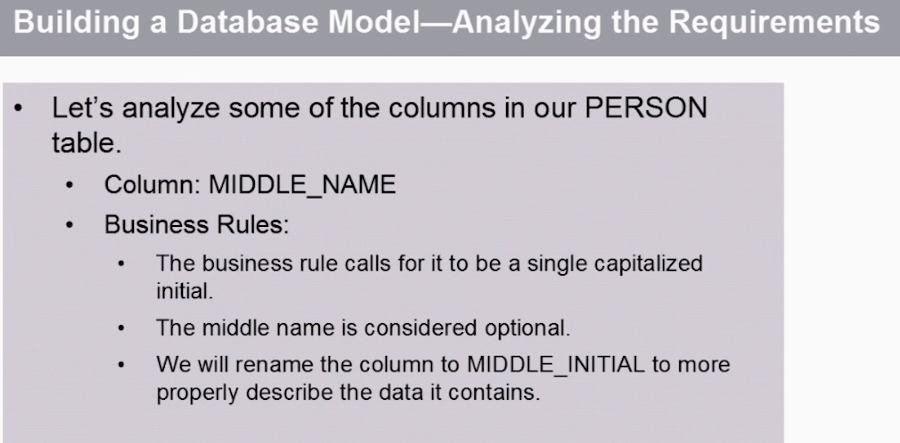 Building a Database Model—Analyzing the Requirements
• Let's analyze some of the columns in our PERSON
table.
• Column: MIDDLE_NAME
• Business Rules:
• The business rule calls for it to be a single capitalized
initial.
• The middle name is considered optional.
• We will rename the column to MIDDLE_INITIAL to more
properly describe the data it contains.